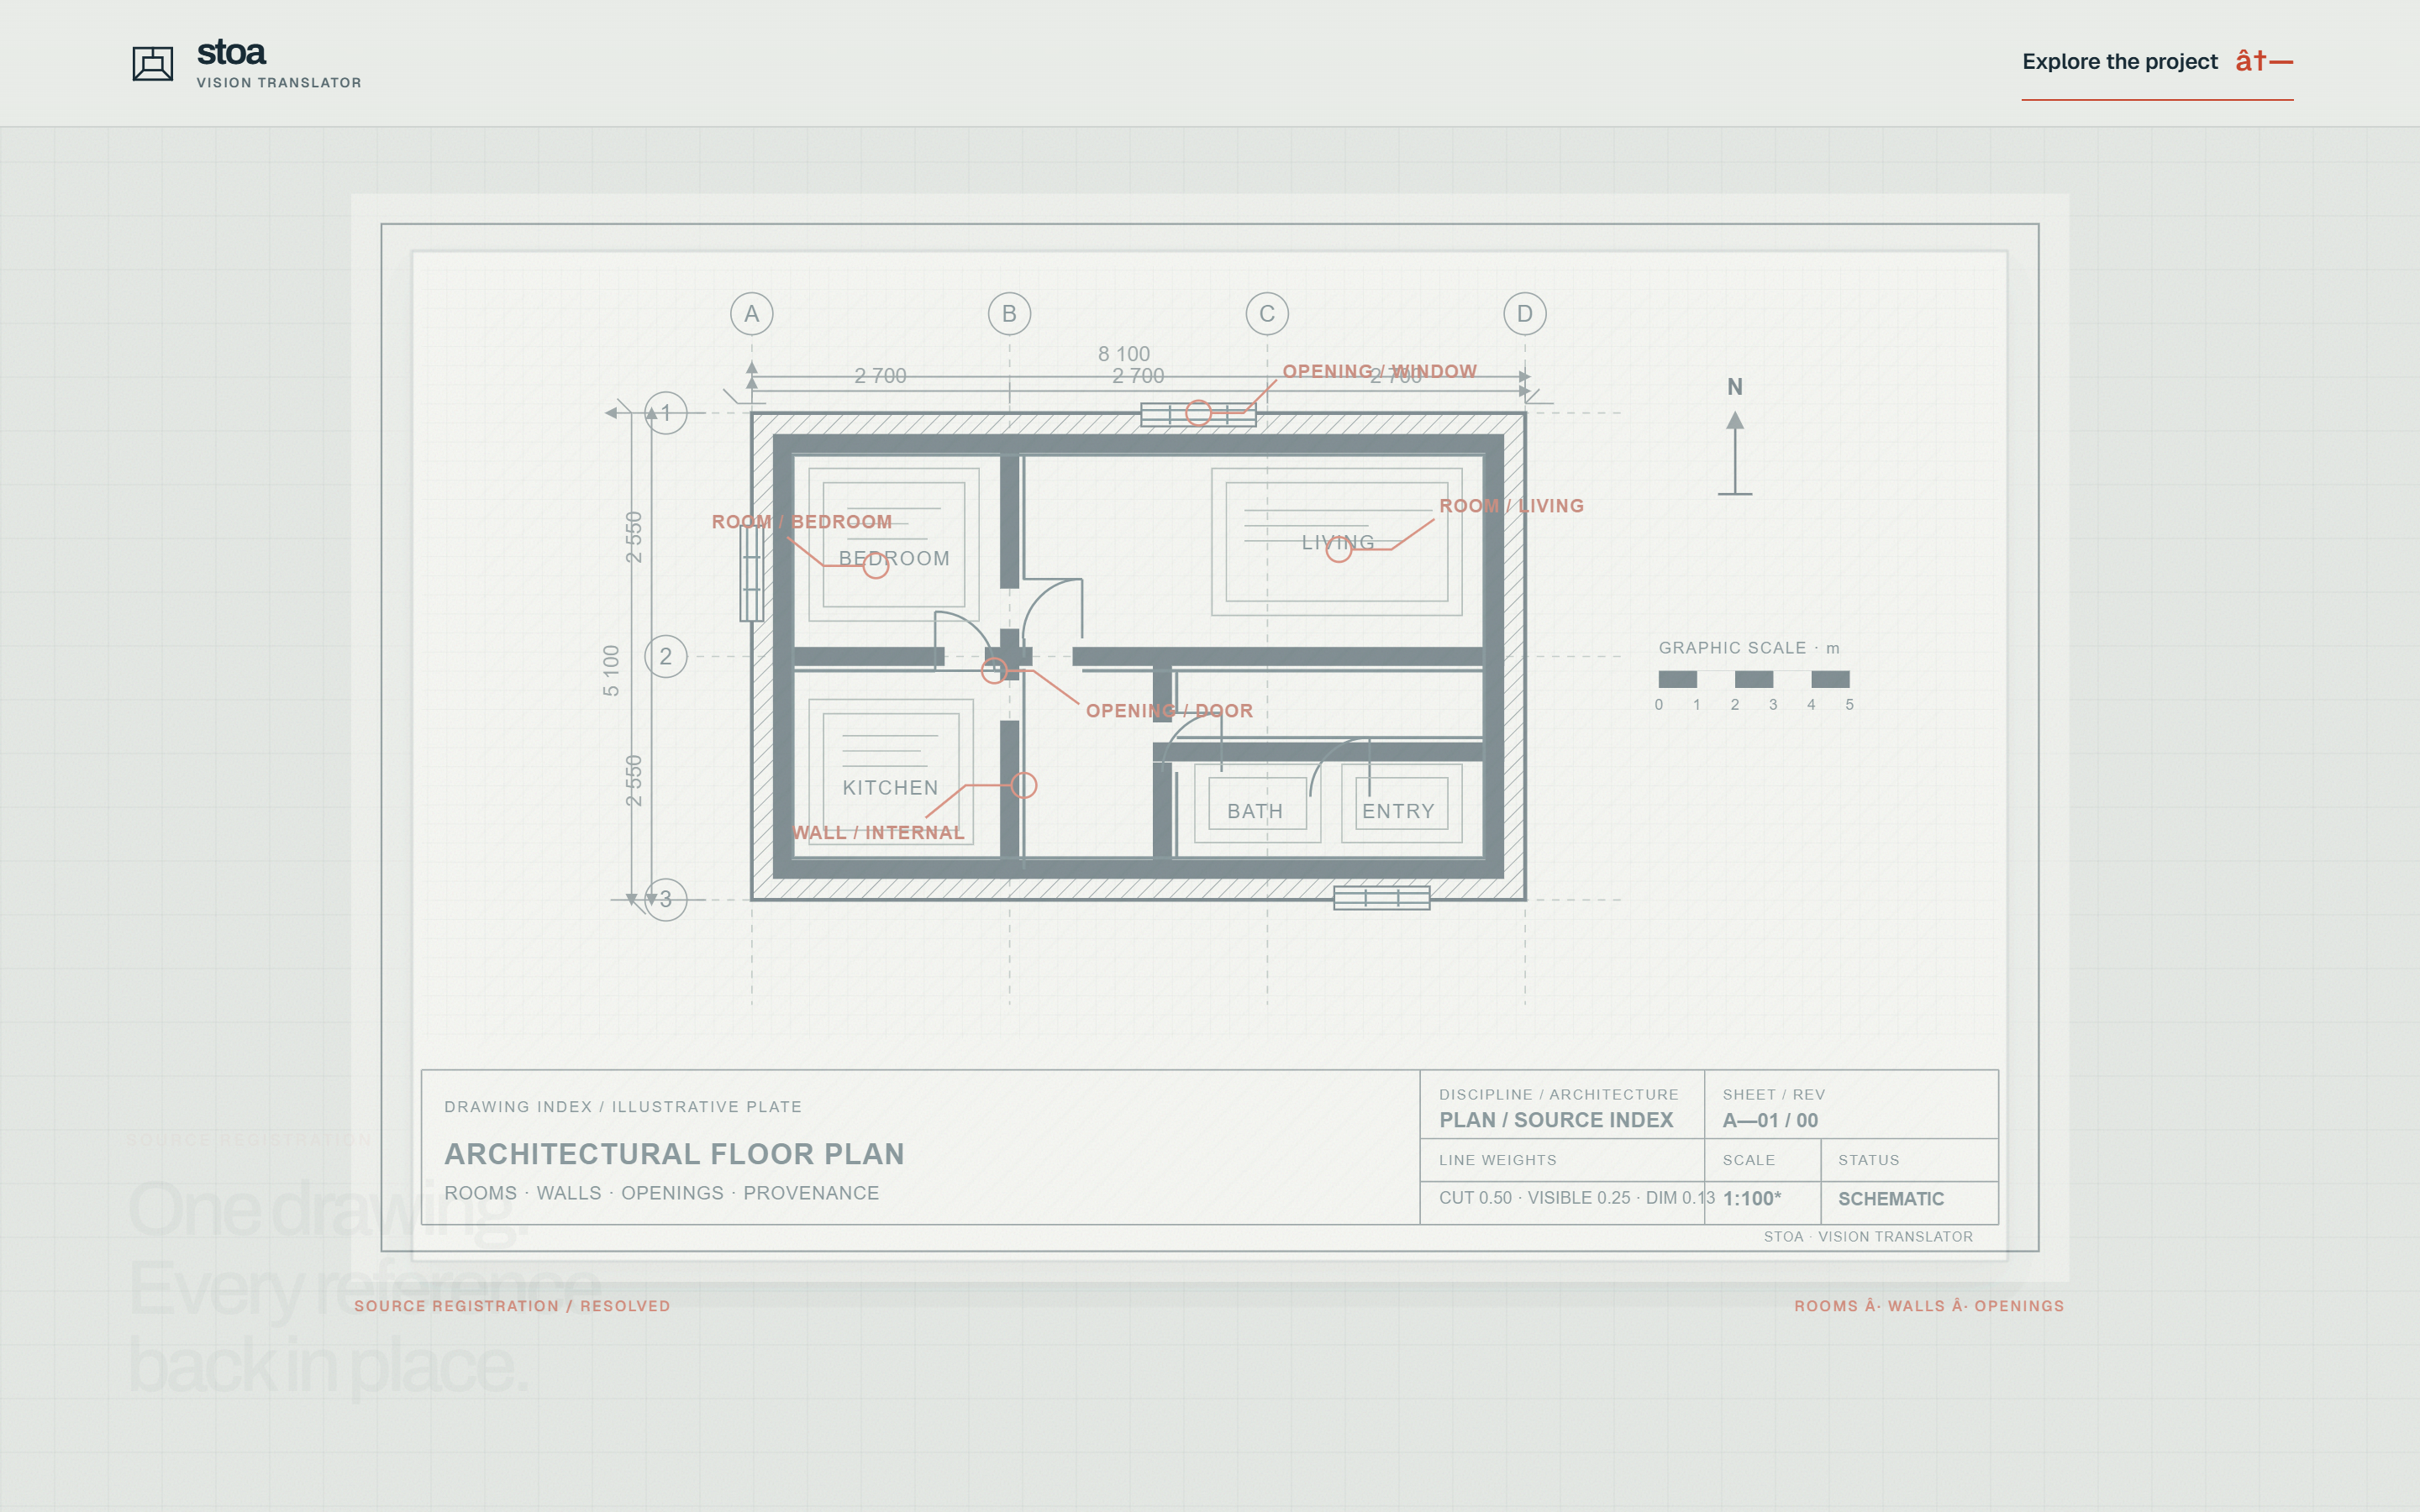 stoa
VISION TRANSLATOR
Explore the project â†—
A
B
C
D
8 100
2 700
2 700
2 700
OPENING / WINDOW
1
N
2 550
ROOM / BEDROOM
BEDROOM
ROOM / LIVING
LIVING
2
5 100
GRAPHIC SCALE · m
0 1 2 3 4 5
OPENING / DOOR
2 550
KITCHEN
WALL / INTERNAL
BATH
ENTRY
3
DRAWING INDEX / ILLUSTRATIVE PLATE
ARCHITECTURAL FLOOR PLAN
ROOMS · WALLS · OPENINGS · PROVENANCE
DISCIPLINE / ARCHITECTURE
PLAN / SOURCE INDEX
SHEET / REV
A—01 / 00
LINE WEIGHTS
CUT 0.50 · VISIBLE 0.25 · DIM 0.13
SCALE
1:100*
STATUS
SCHEMATIC
STOA · VISION TRANSLATOR
SOURCE REGISTRATION
One drawing.
Every reference
back in place.
SOURCE REGISTRATION / RESOLVED
ROOMS Â· WALLS Â· OPENINGS